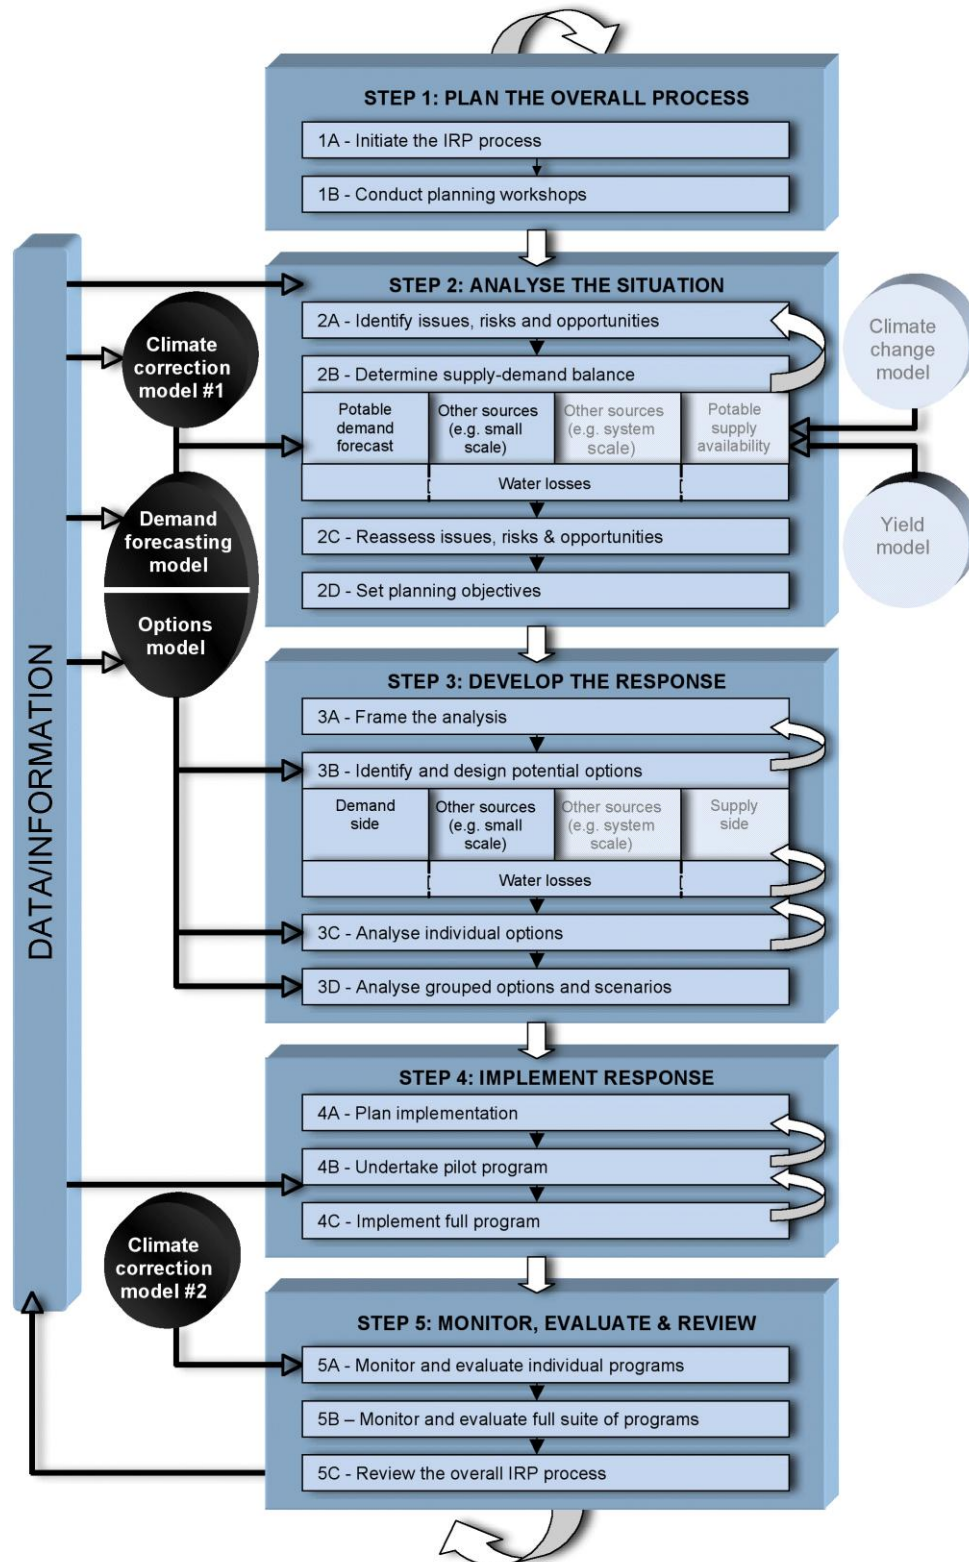 STEP 1: PLAN THE OVERALL PROCESS
1A - Initiate the IRP process
1B - Conduct planning workshops
DATA/INFORMATION
STEP 2: ANALYSE THE SITUATION
2A - Identify issues, risks and opportunities
2B - Determine supply-demand balance
Potable
demand
forecast
Other sources
(e.g. small
scale)
Other sources
(e.g. system
scale)
Potable
supply
availability
Water losses
2C - Reassess issues, risks & opportunities
2D - Set planning objectives
Climate
correction
model #1
Demand
forecasting
model
Options
model
Climate
change
model
Yield
model
STEP 3: DEVELOP THE RESPONSE
3A - Frame the analysis
3B - Identify and design potential options
Demand
side
Other sources
(e.g. small
scale)
Other sources
(e.g. system
scale)
Supply
side
Water losses
3C - Analyse individual options
3D - Analyse grouped options and scenarios
STEP 4: IMPLEMENT RESPONSE
4A - Plan implementation
4B - Undertake pilot program
4C - Implement full program
Climate
correction
model #2
STEP 5: MONITOR, EVALUATE & REVIEW
5A - Monitor and evaluate individual programs
5B – Monitor and evaluate full suite of programs
5C - Review the overall IRP process